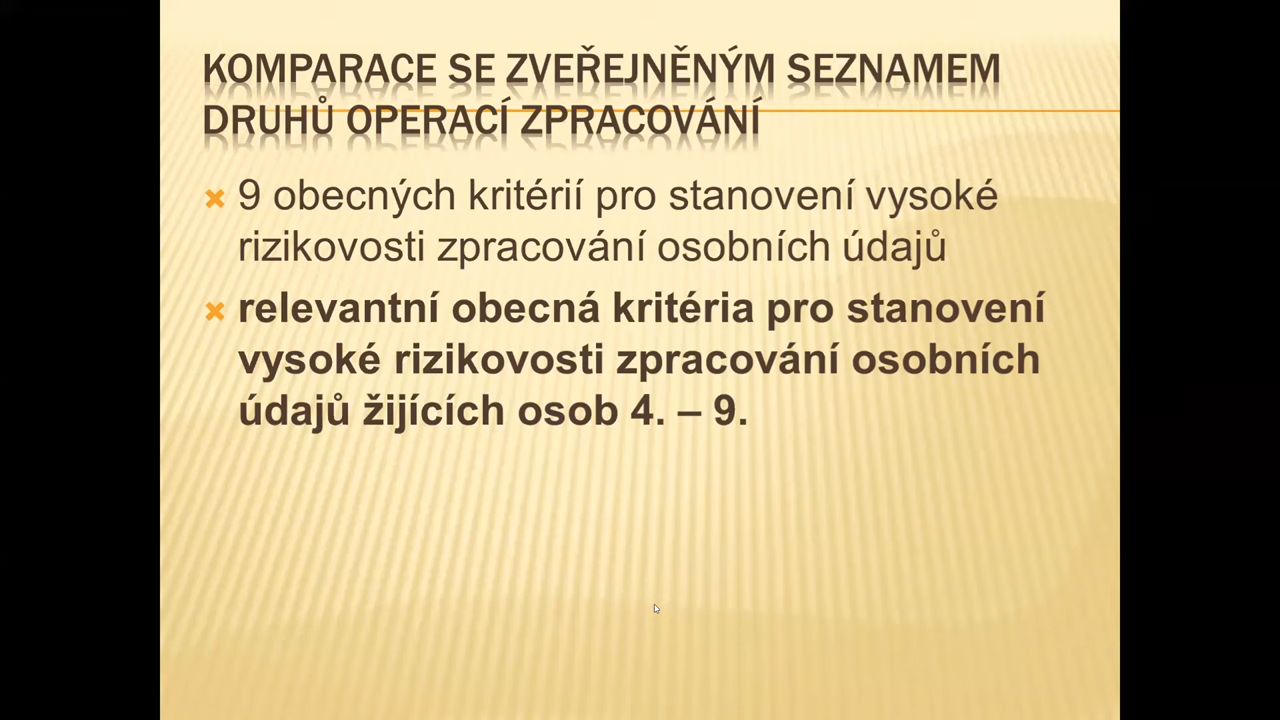 KOMPARACE SE ZVEŘEJNĚNÝM SEZNAMEM
DRUHŮ OPERACÍ ZPRACOVÁNÍ
9 obecných kritérií pro stanovení vysoké
rizikovosti zpracování osobních údajů
relevantní obecná kritéria pro stanovení
vysoké rizikovosti zpracování osobních
údajů žijících osob 4. – 9.